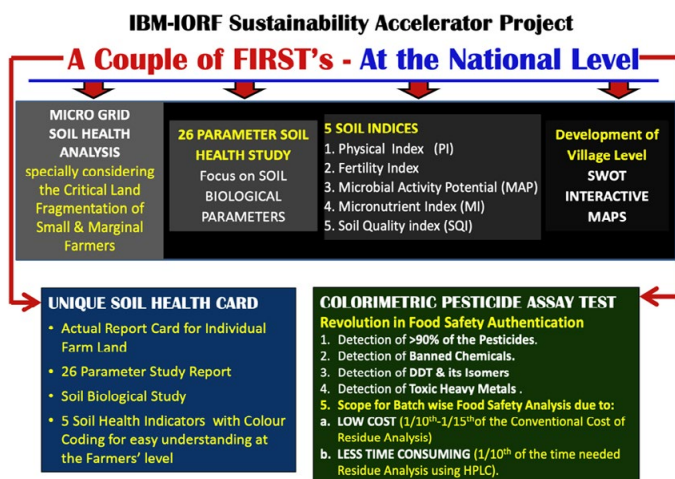 IBM-IORF Sustainability Accelerator Project
A Couple of FIRST's - At the National Level
MICRO GRID
SOIL HEALTH
ANALYSIS
specially considering
the Critical Land
Fragmentation of
Small & Marginal
Farmers
26 PARAMETER SOIL
HEALTH STUDY
Focus on SOIL
BIOLOGICAL
PARAMETERS
5 SOIL INDICES
1. Physical Index (PI)
2. Fertility Index
3. Microbial Activity Potential (MAP)
4. Micronutrient Index (MI)
5. Soil Quality index (SQI)
Development of
Village Level
SWOT
INTERACTIVE
MAPS
UNIQUE SOIL HEALTH CARD
• Actual Report Card for Individual
Farm Land
• 26 Parameter Study Report
• Soil Biological Study
• 5 Soil Health Indicators with Colour
Coding for easy understanding at
the Farmers' level
COLORIMETRIC PESTICIDE ASSAY TEST
Revolution in Food Safety Authentication
1. Detection of >90% of the Pesticides.
2. Detection of Banned Chemicals.
3. Detection of DDT & its Isomers
4. Detection of Toxic Heavy Metals .
5. Scope for Batch wise Food Safety Analysis due to:
a. LOW COST (1/10th-1/15th of the Conventional Cost of
Residue Analysis)
b. LESS TIME CONSUMING (1/10th of the time needed
Residue Analysis using HPLC).